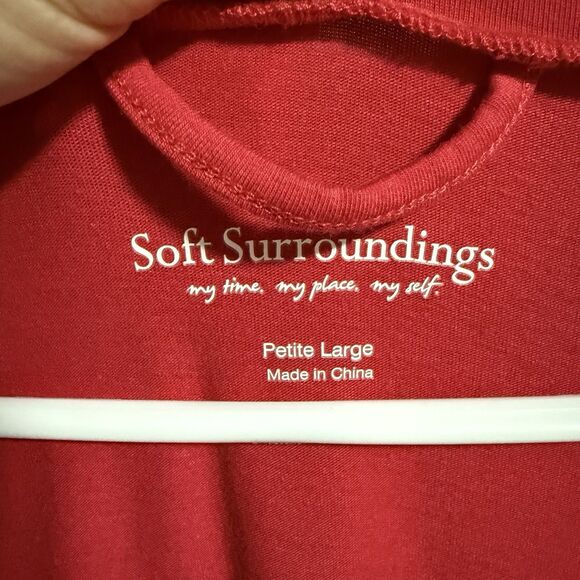 Soft Surroundings
my time. my place. my self.
Petite Large
Made in China